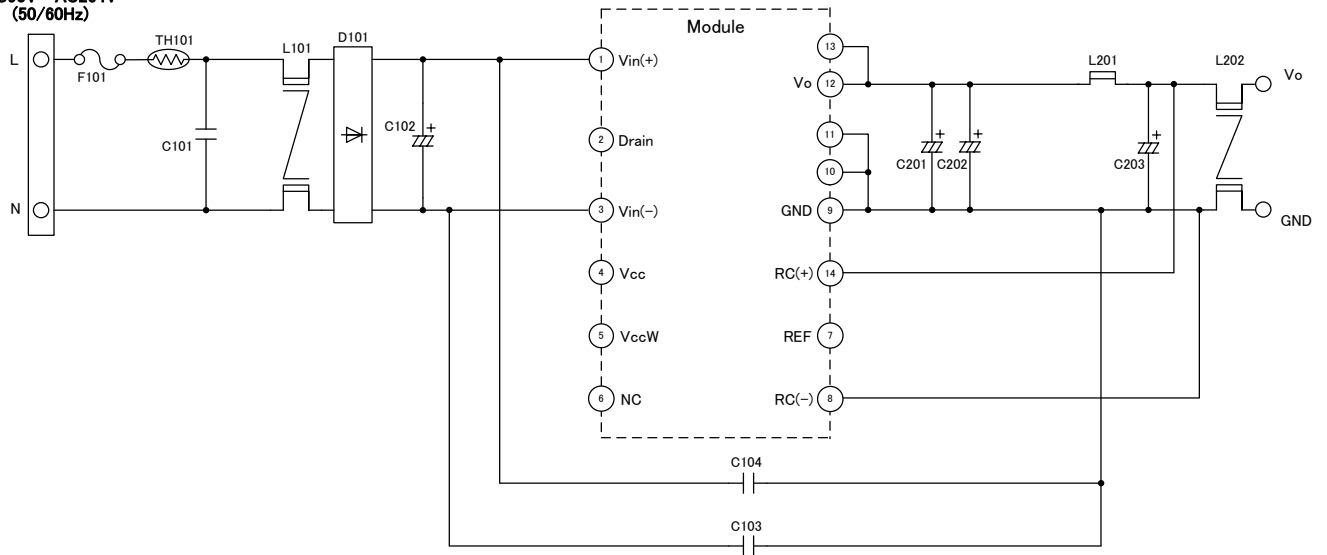 (50/60Hz)
Module
TH101
L101
D101
L
F101
1
Vin(+)
13
Vo
12
L201
L202
Vo
C101
C102
+
2
Drain
11
10
C201
+
C202
+
C203
+
N
3
Vin(-)
GND
9
GND
4
Vcc
RC(+)
14
5
VccW
REF
7
6
NC
RC(-)
8
C104
C103